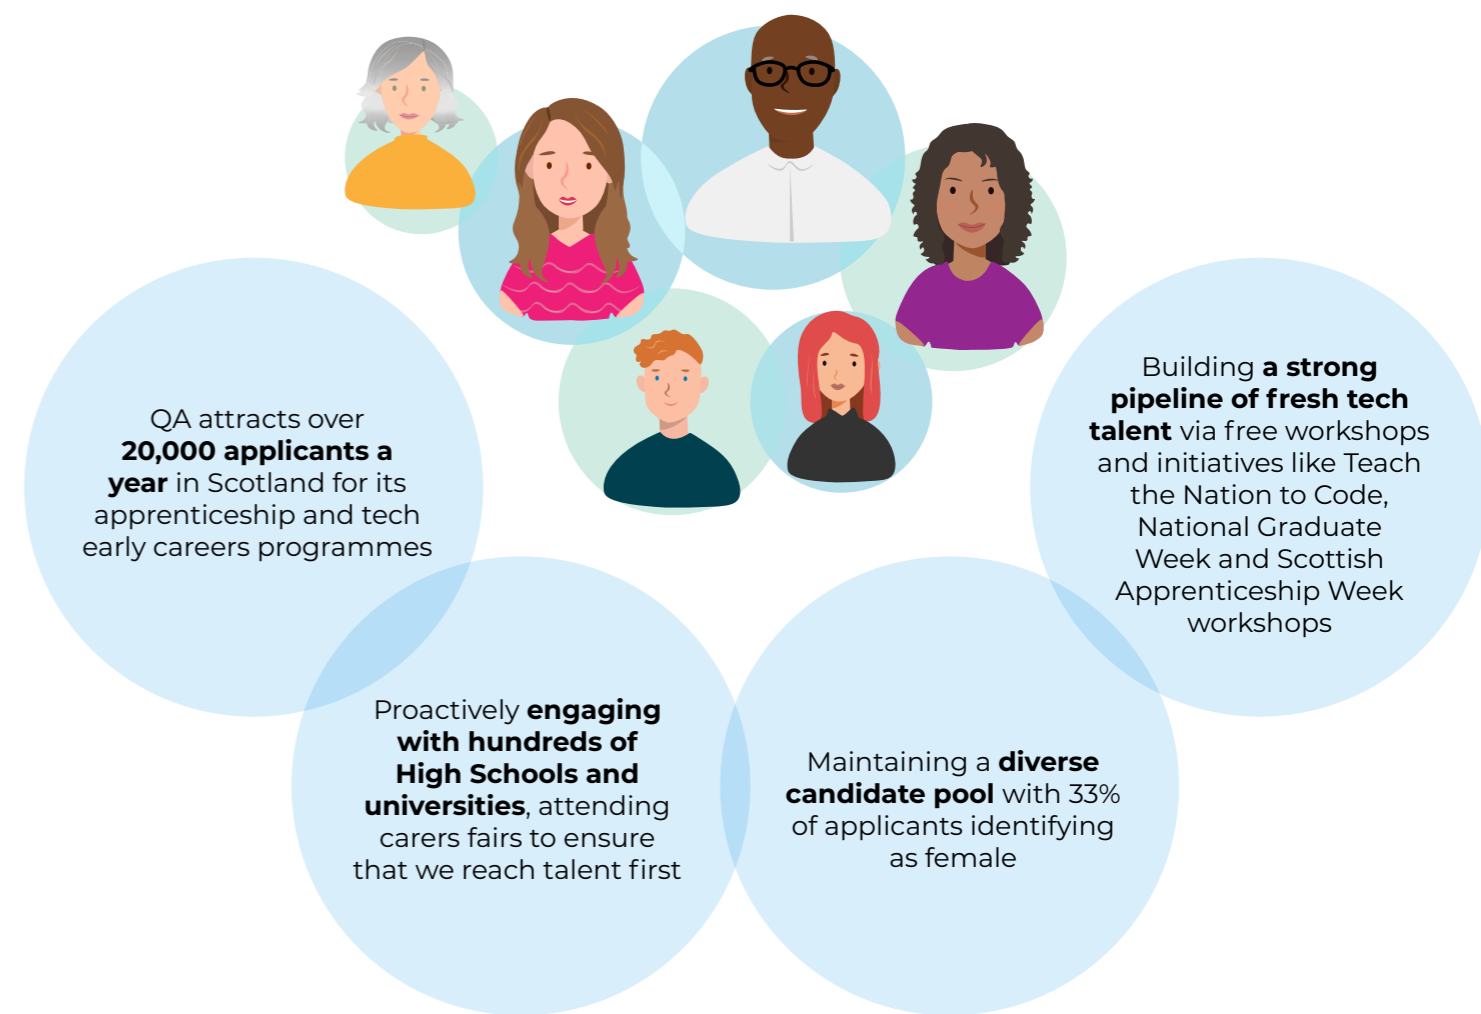 QA attracts over
20,000 applicants a
year in Scotland for its
apprenticeship and tech
early careers programmes
Proactively engaging
with hundreds of
High Schools and
universities, attending
carers fairs to ensure
that we reach talent first
Maintaining a diverse
candidate pool with 33%
of applicants identifying
as female
Building a strong
pipeline of fresh tech
talent via free workshops
and initiatives like Teach
the Nation to Code,
National Graduate
Week and Scottish
Apprenticeship Week
workshops